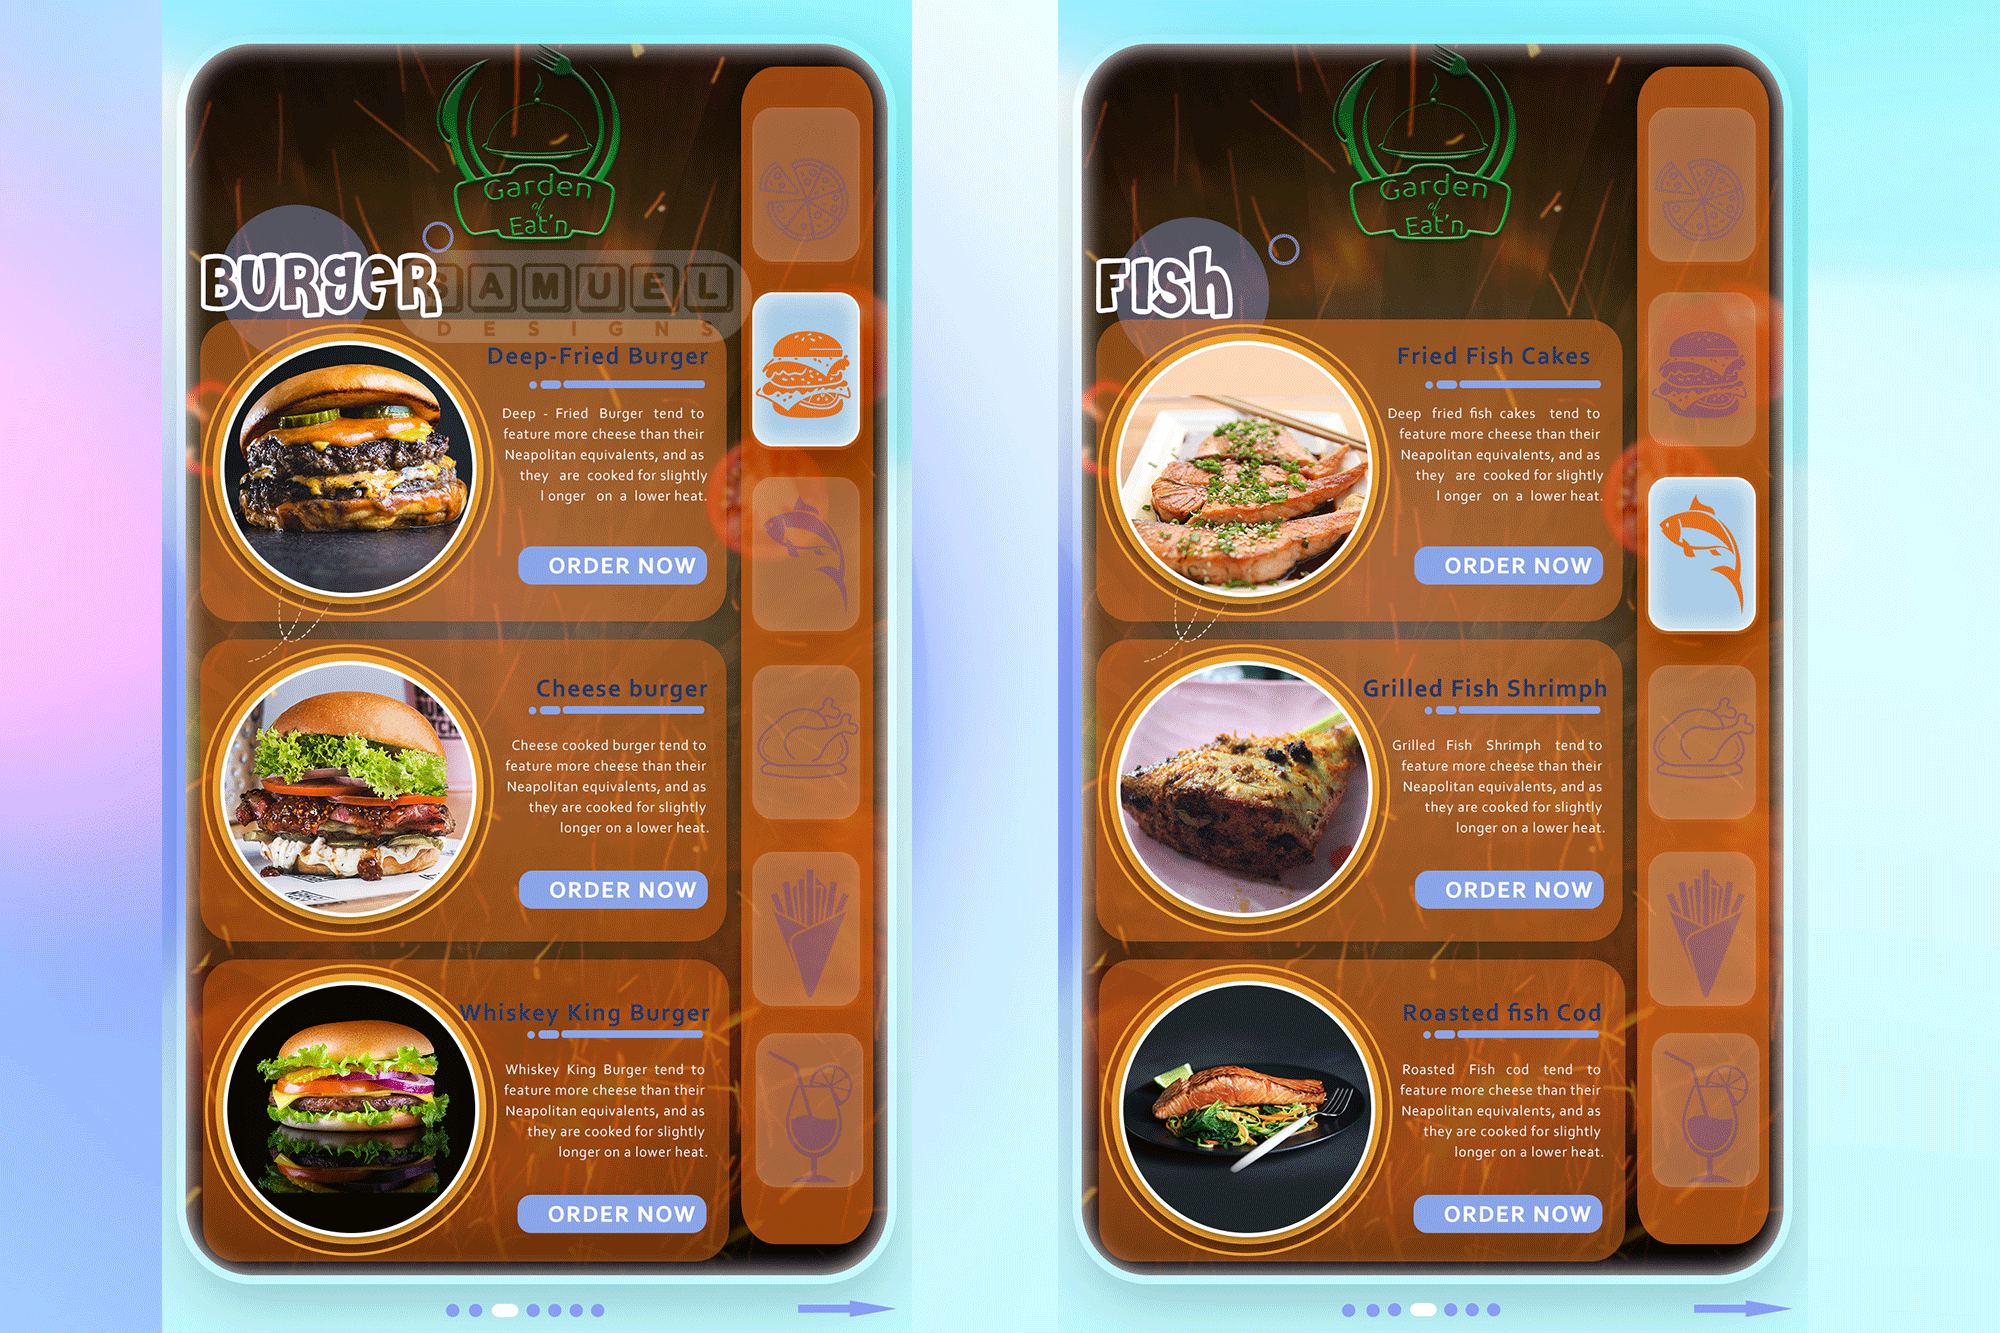 Garden
of
Eat'n
BURgeR
SAMUEL
DESIGNS
Deep-Fried Burger
Deep - Fried Burger tend to
feature more cheese than their
Neapolitan equivalents, and as
they are cooked for slightly
l onger on a lower heat.
ORDER NOW
Cheese burger
Cheese cooked burger tend to
feature more cheese than their
Neapolitan equivalents, and as
they are cooked for slightly
longer on a lower heat.
ORDER NOW
Whiskey King Burger
Whiskey King Burger tend to
feature more cheese than their
Neapolitan equivalents, and as
they are cooked for slightly
longer on a lower heat.
ORDER NOW
Garden
of
Eat'n
FIsh
Fried Fish Cakes
Deep fried fish cakes tend to
feature more cheese than their
Neapolitan equivalents, and as
they are cooked for slightly
l onger on a lower heat.
ORDER NOW
Grilled Fish Shrimph
Grilled Fish Shrimph tend to
feature more cheese than their
Neapolitan equivalents, and as
they are cooked for slightly
longer on a lower heat.
ORDER NOW
Roasted fish Cod
Roasted Fish cod tend to
feature more cheese than their
Neapolitan equivalents, and as
they are cooked for slightly
longer on a lower heat.
ORDER NOW